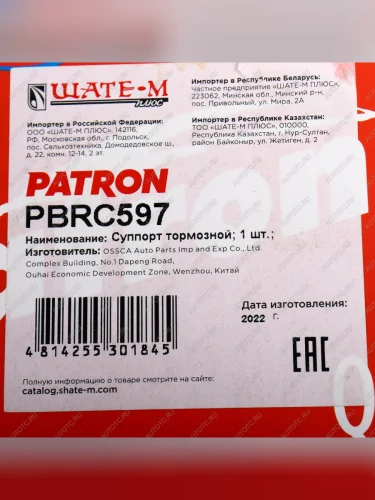 ШАТЕ-М
ПЛЮС
Импортер в Российской Федерации:
ООО «ШАТЕ-М ПЛЮС», 142116,
РФ, Московская обл., г. Подольск,
пос. Сельхозтехника, Домодедовское ш.,
д. 22, комн. 12-14, 2 эт.
Импортер в Республики Беларусь:
Частное предприятие «ШАТЕ-М ПЛЮС»,
223062, Минская обл., Минский р-н,
пос. Привольный, ул. Мира, 2А
Импортер в Республики Казахстан:
ТОО «ШАТЕ-М ПЛЮС», 010000,
Республика Казахстан, г. Нур-Султан,
район Байконыр, ул. Жетиген, д. 2
PATRON
PBRC597
Наименование: Суппорт тормозной; 1 шт.;
Изготовитель: OSSCA Auto Parts Imp and Exp Co., Ltd.
Complex Building, No.1 Dapeng Road,
Ouhai Economic Development Zone, Wenzhou, Китай
4 814255 301845
Дата изготовления:
2022 г.
EAC
Полную информацию о товаре смотрите в каталоге
catalog.shate-m.com